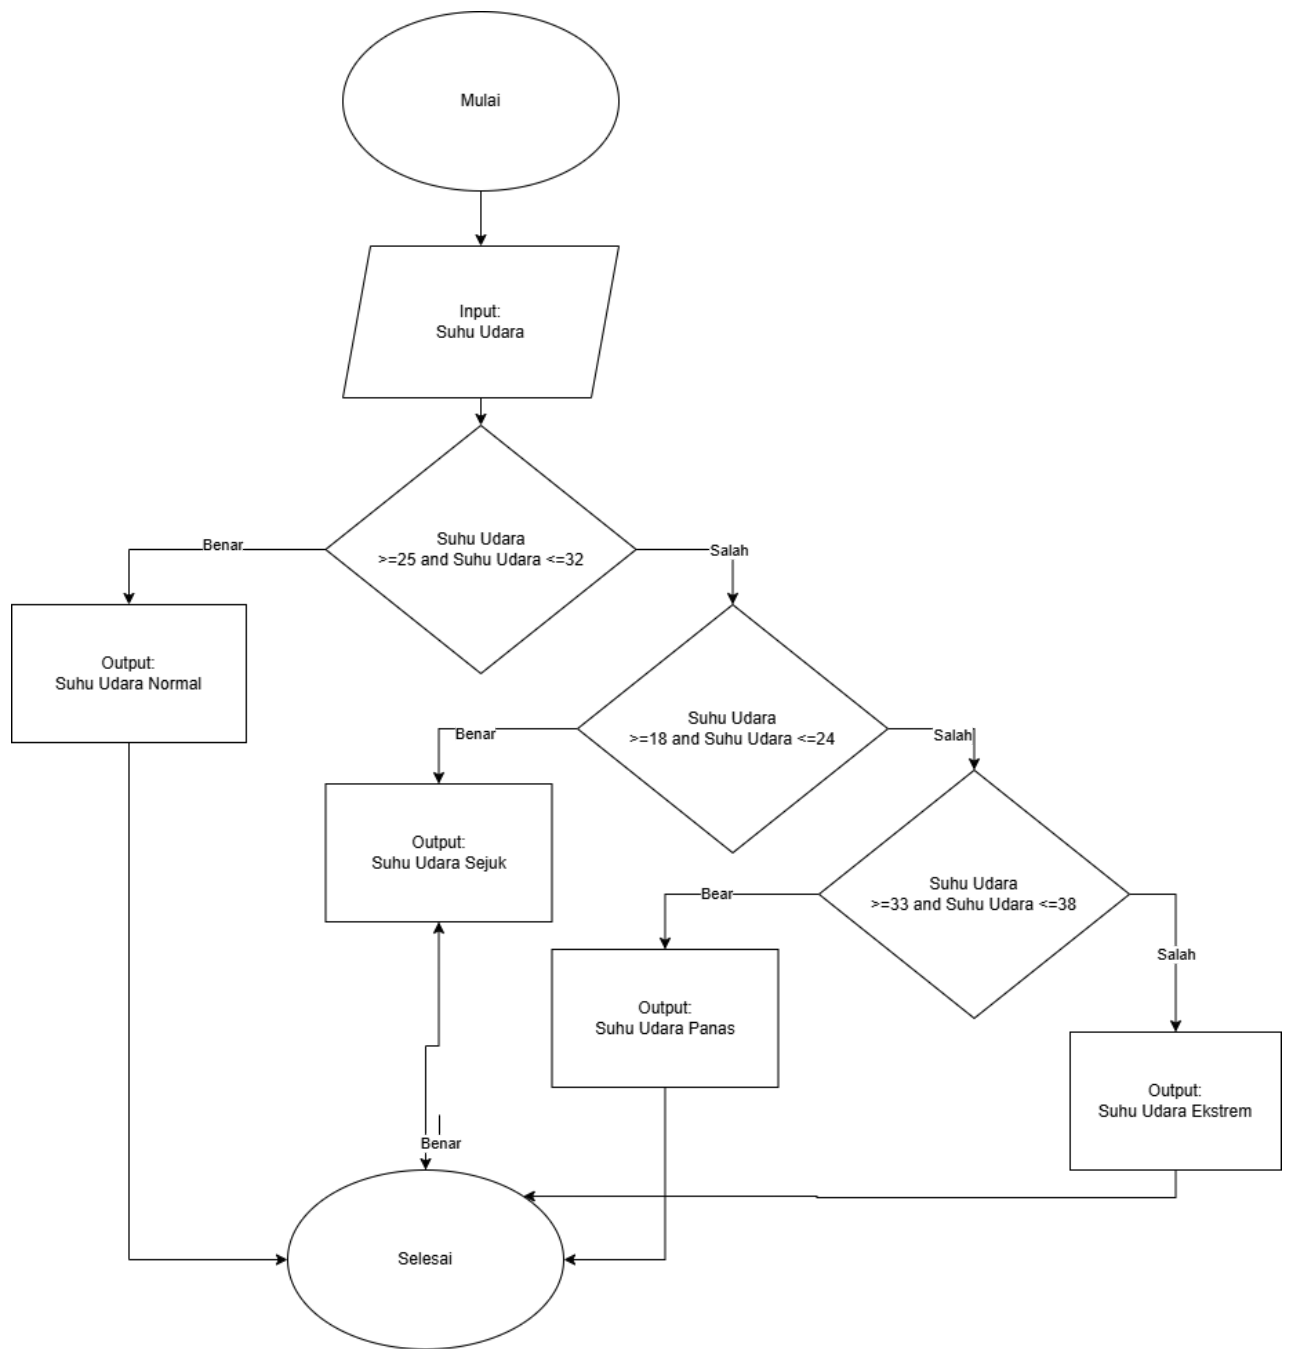 Mulai
Input:
Suhu Udara
Suhu Udara
>=25 and Suhu Udara <=32
Benar
Salah
Output:
Suhu Udara Normal
Suhu Udara
>=18 and Suhu Udara <=24
Benar
Salah
Output:
Suhu Udara Sejuk
Suhu Udara
>=33 and Suhu Udara <=38
Bear
Salah
Output:
Suhu Udara Panas
Output:
Suhu Udara Ekstrem
Benar
Selesai